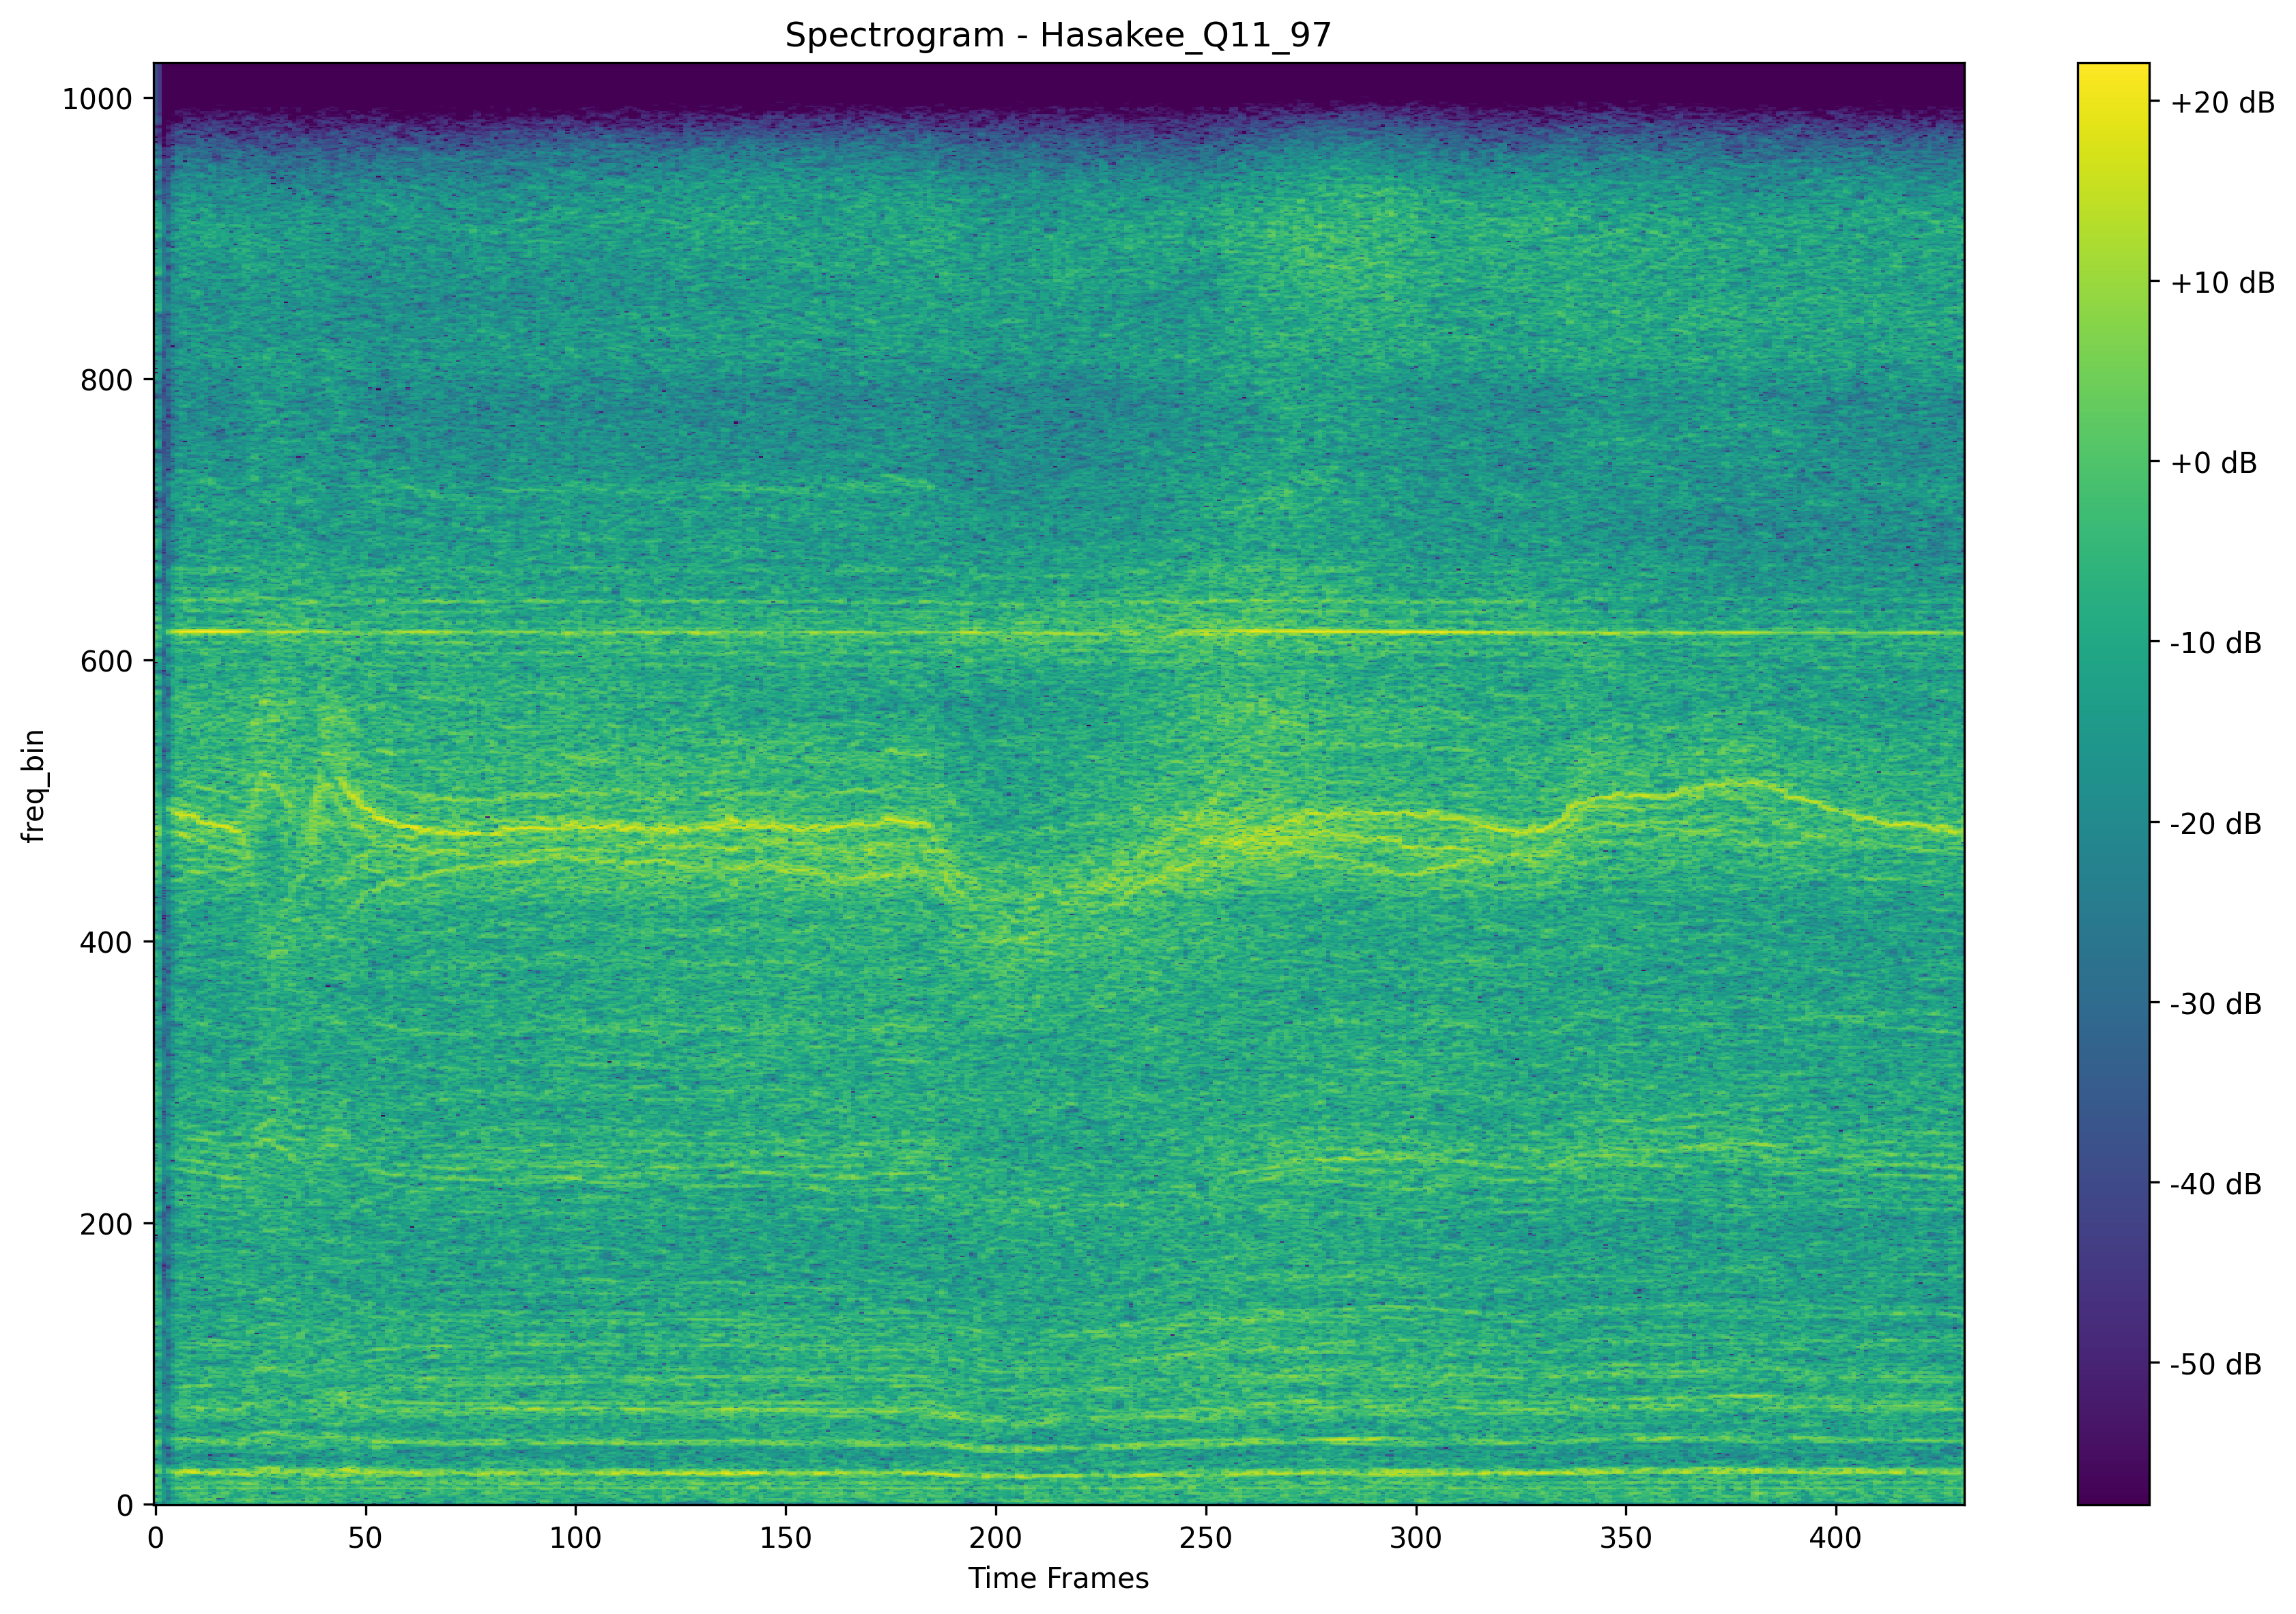 Spectrogram - Hasakee_Q11_97
1000
800
600
400
200
0
freq_bin
0 50 100 150 200 250 300 350 400
Time Frames
+20 dB
+10 dB
+0 dB
-10 dB
-20 dB
-30 dB
-40 dB
-50 dB